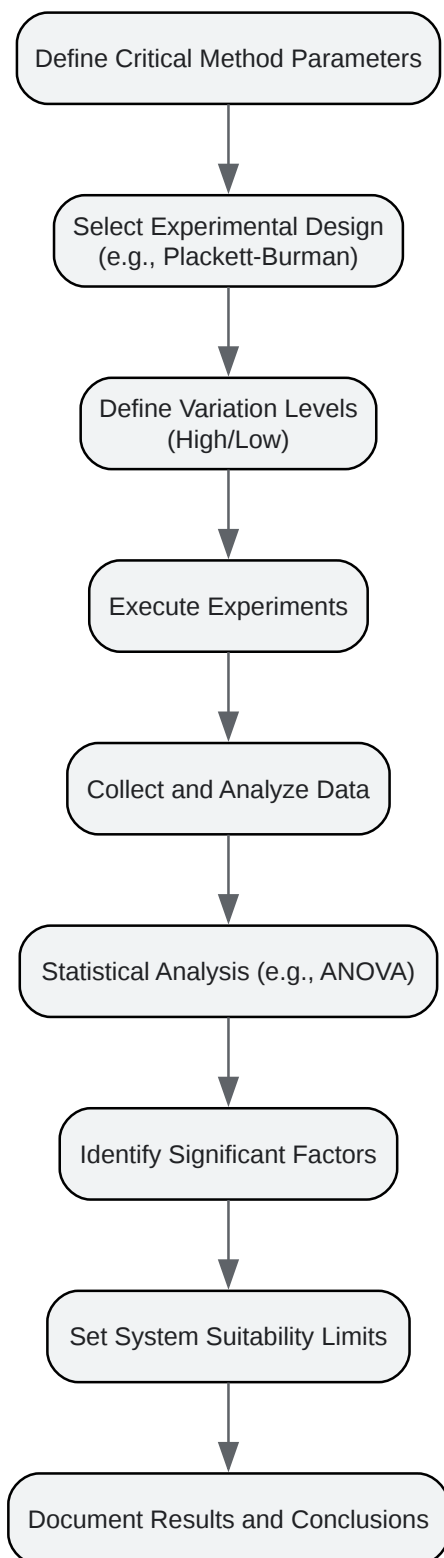 Define Critical Method Parameters
Select Experimental Design
(e.g., Plackett-Burman)
Define Variation Levels
(High/Low)
Execute Experiments
Collect and Analyze Data
Statistical Analysis (e.g., ANOVA)
Identify Significant Factors
Set System Suitability Limits
Document Results and Conclusions